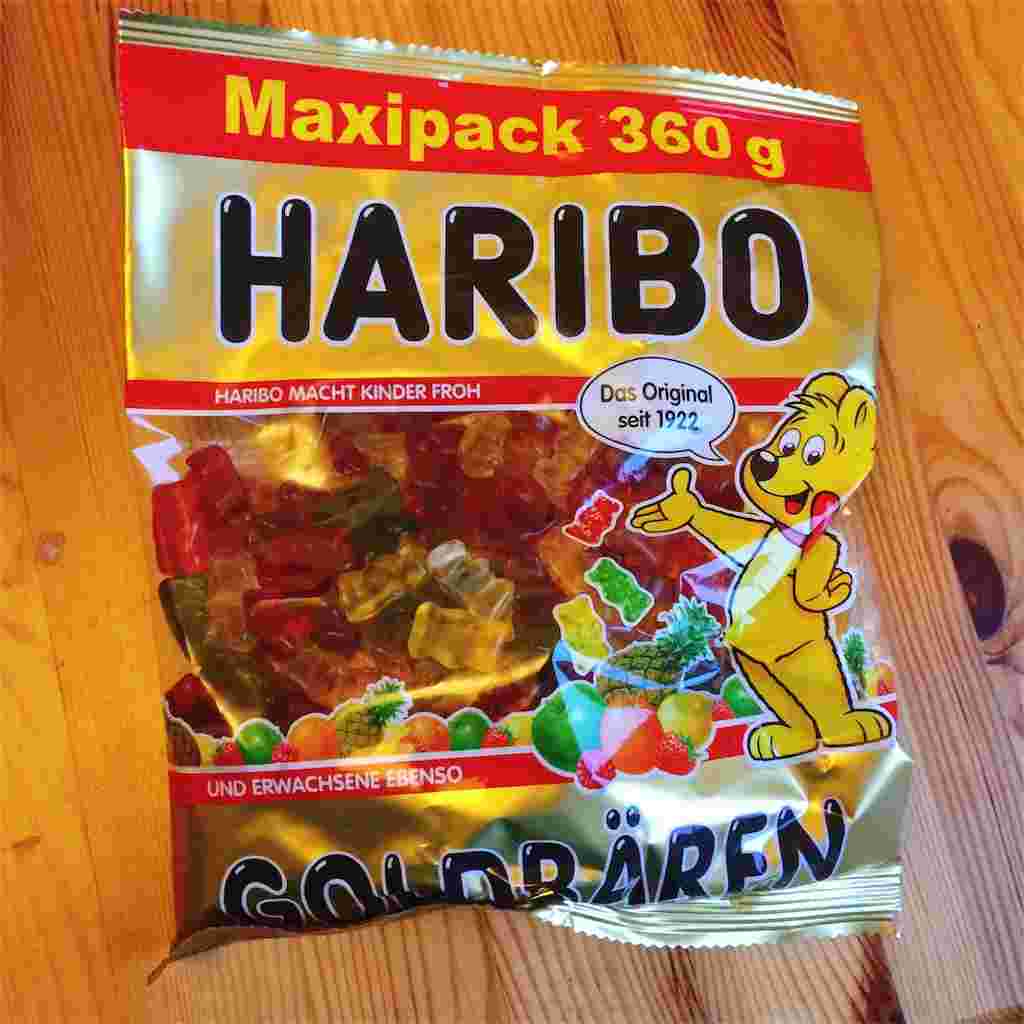 Maxipack 360 g
HARIBO
HARIBO MACHT KINDER FROH
Das Original
seit 1922
UND ERWACHSENE EBENSO
GOLDBÄREN